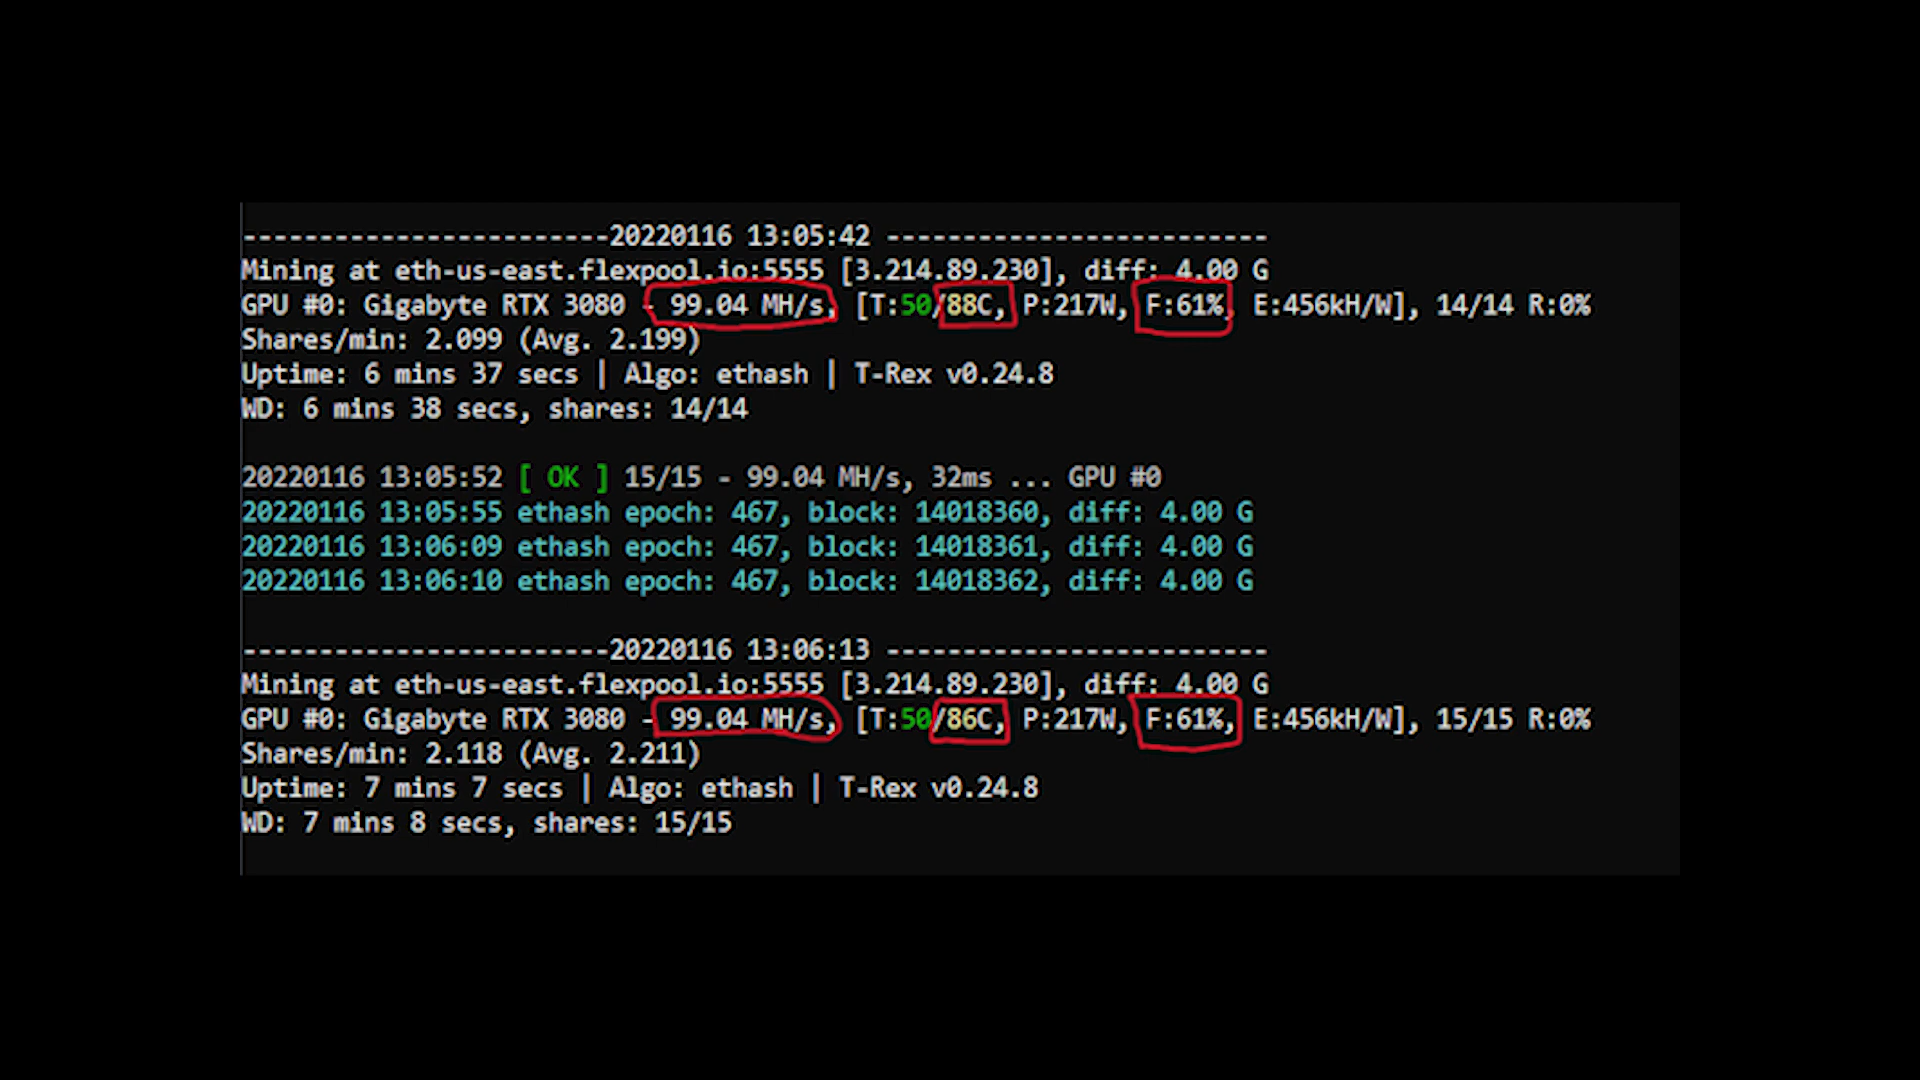 ------------------------20220116 13:05:42 -------------------------
Mining at eth-us-east.flexpool.io:5555 [3.214.89.230], diff: 4.00 G
GPU #0: Gigabyte RTX 3080 - 99.04 MH/s, [T:50/88C, P:217W, F:61%, E:456kH/W], 14/14 R:0%
Shares/min: 2.099 (Avg. 2.199)
Uptime: 6 mins 37 secs | Algo: ethash | T-Rex v0.24.8
WD: 6 mins 38 secs, shares: 14/14
20220116 13:05:52 [ OK ] 15/15 - 99.04 MH/s, 32ms ... GPU #0
20220116 13:05:55 ethash epoch: 467, block: 14018360, diff: 4.00 G
20220116 13:06:09 ethash epoch: 467, block: 14018361, diff: 4.00 G
20220116 13:06:10 ethash epoch: 467, block: 14018362, diff: 4.00 G
------------------------20220116 13:06:13 -------------------------
Mining at eth-us-east.flexpool.io:5555 [3.214.89.230], diff: 4.00 G
GPU #0: Gigabyte RTX 3080 - 99.04 MH/s, [T:50/86C, P:217W, F:61%, E:456kH/W], 15/15 R:0%
Shares/min: 2.118 (Avg. 2.211)
Uptime: 7 mins 7 secs | Algo: ethash | T-Rex v0.24.8
WD: 7 mins 8 secs, shares: 15/15